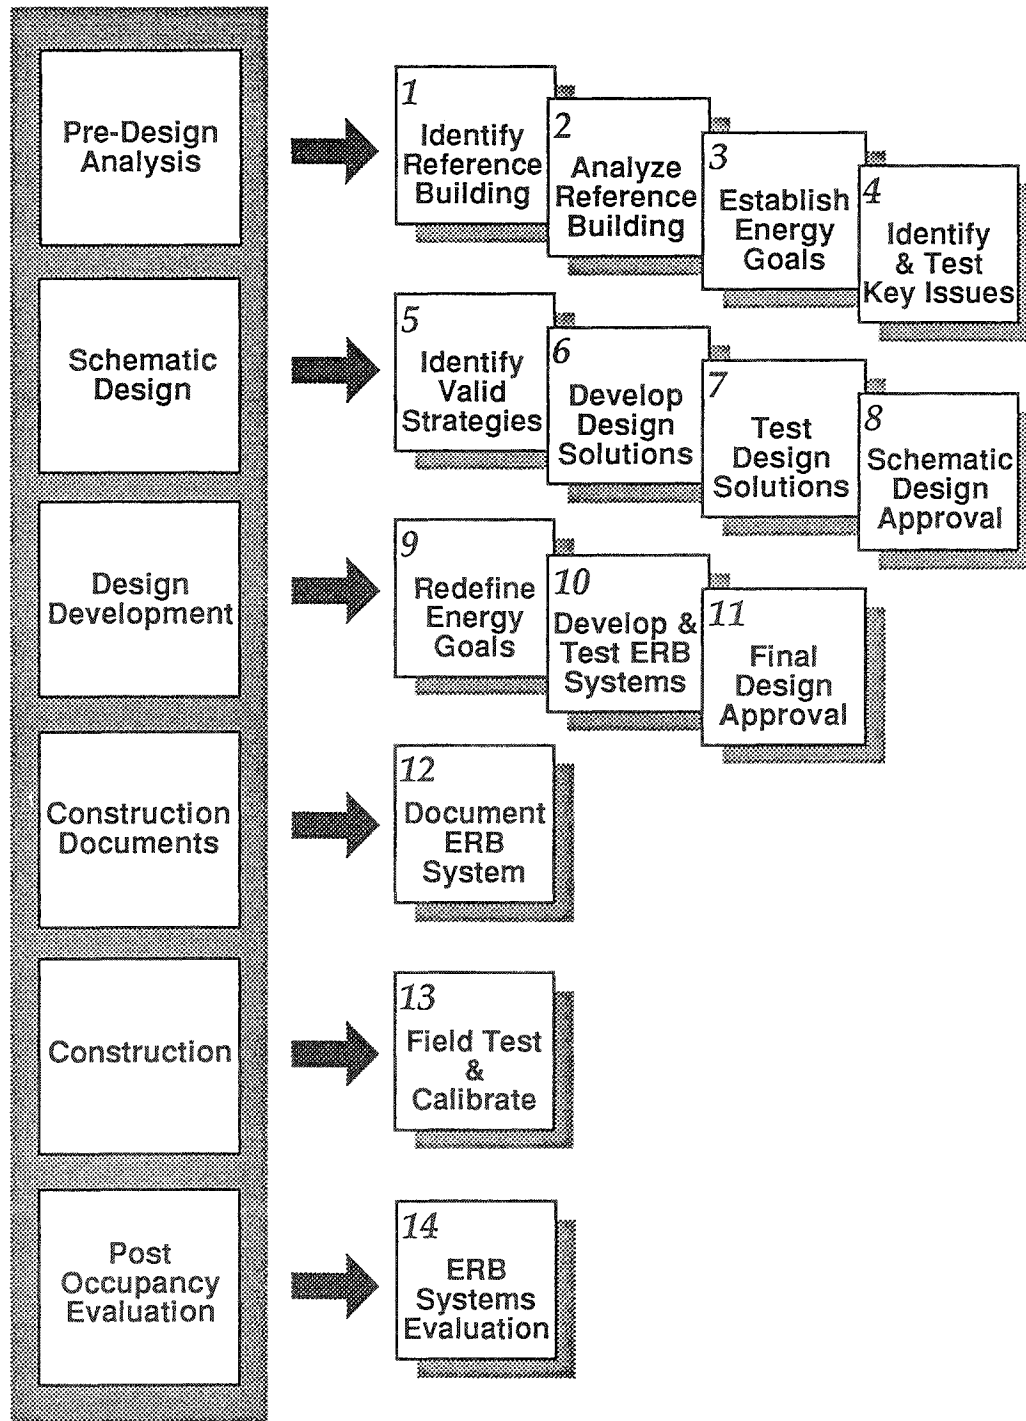 Pre-Design
Analysis
1
Identify
Reference
Building
2
Analyze
Reference
Building
3
Establish
Energy
Goals
4
Identify
& Test
Key Issues
Schematic
Design
5
Identify
Valid
Strategies
6
Develop
Design
Solutions
7
Test
Design
Solutions
8
Schematic
Design
Approval
Design
Development
9
Redefine
Energy
Goals
10
Develop &
Test ERB
Systems
11
Final
Design
Approval
Construction
Documents
12
Document
ERB
System
Construction
13
Field Test
&
Calibrate
Post
Occupancy
Evaluation
14
ERB
Systems
Evaluation